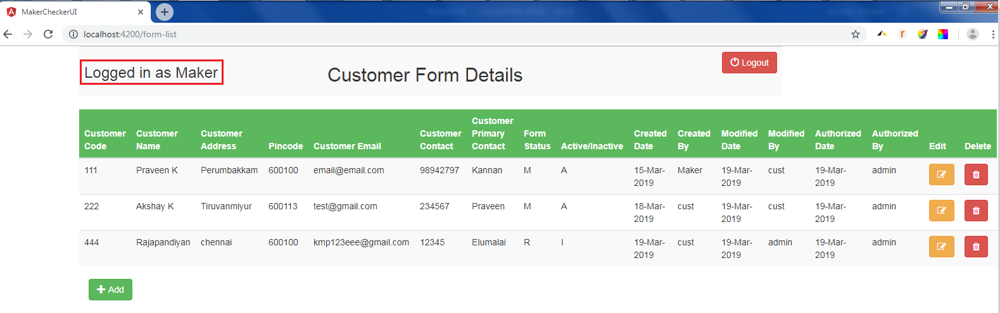 MakerCheckerUI
localhost:4200/form-list
Logged in as Maker
Customer Form Details
Logout
Customer Code Customer Name Customer Address Pincode Customer Email Customer Contact Customer Primary Contact Form Status Active/Inactive Created Date Created By Modified Date Modified By Authorized Date Authorized By Edit Delete
111 Praveen K Perumbakkam 600100 email@email.com 98942797 Kannan M A 15-Mar-2019 Maker 19-Mar-2019 cust 19-Mar-2019 admin
222 Akshay K Tiruvanmiyur 600113 test@gmail.com 234567 Praveen M A 18-Mar-2019 cust 19-Mar-2019 cust 19-Mar-2019 admin
444 Rajapandiyan chennai 600100 kmp123eee@gmail.com 12345 Elumalai R I 19-Mar-2019 cust 19-Mar-2019 admin 19-Mar-2019 admin
Add